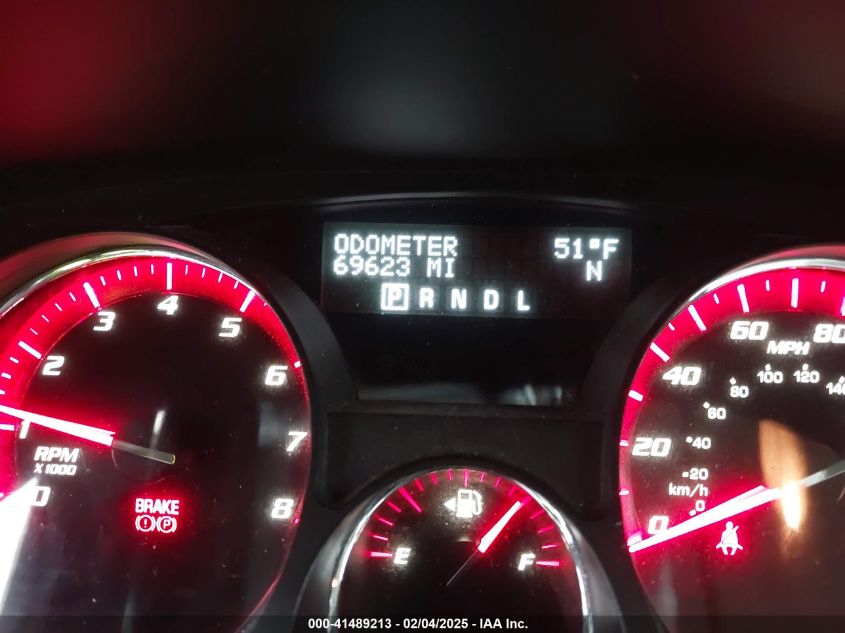 ODOMETER 51°F
69623 MI N
P R N D L
1 2 3 4 5 6 7 8
0
RPM
X1000
BRAKE
(!) (P)
E F
0 20 40 60 80
MPH
0 20 40 60 80 100 120 140
km/h
000-41489213 - 02/04/2025 - IAA Inc.